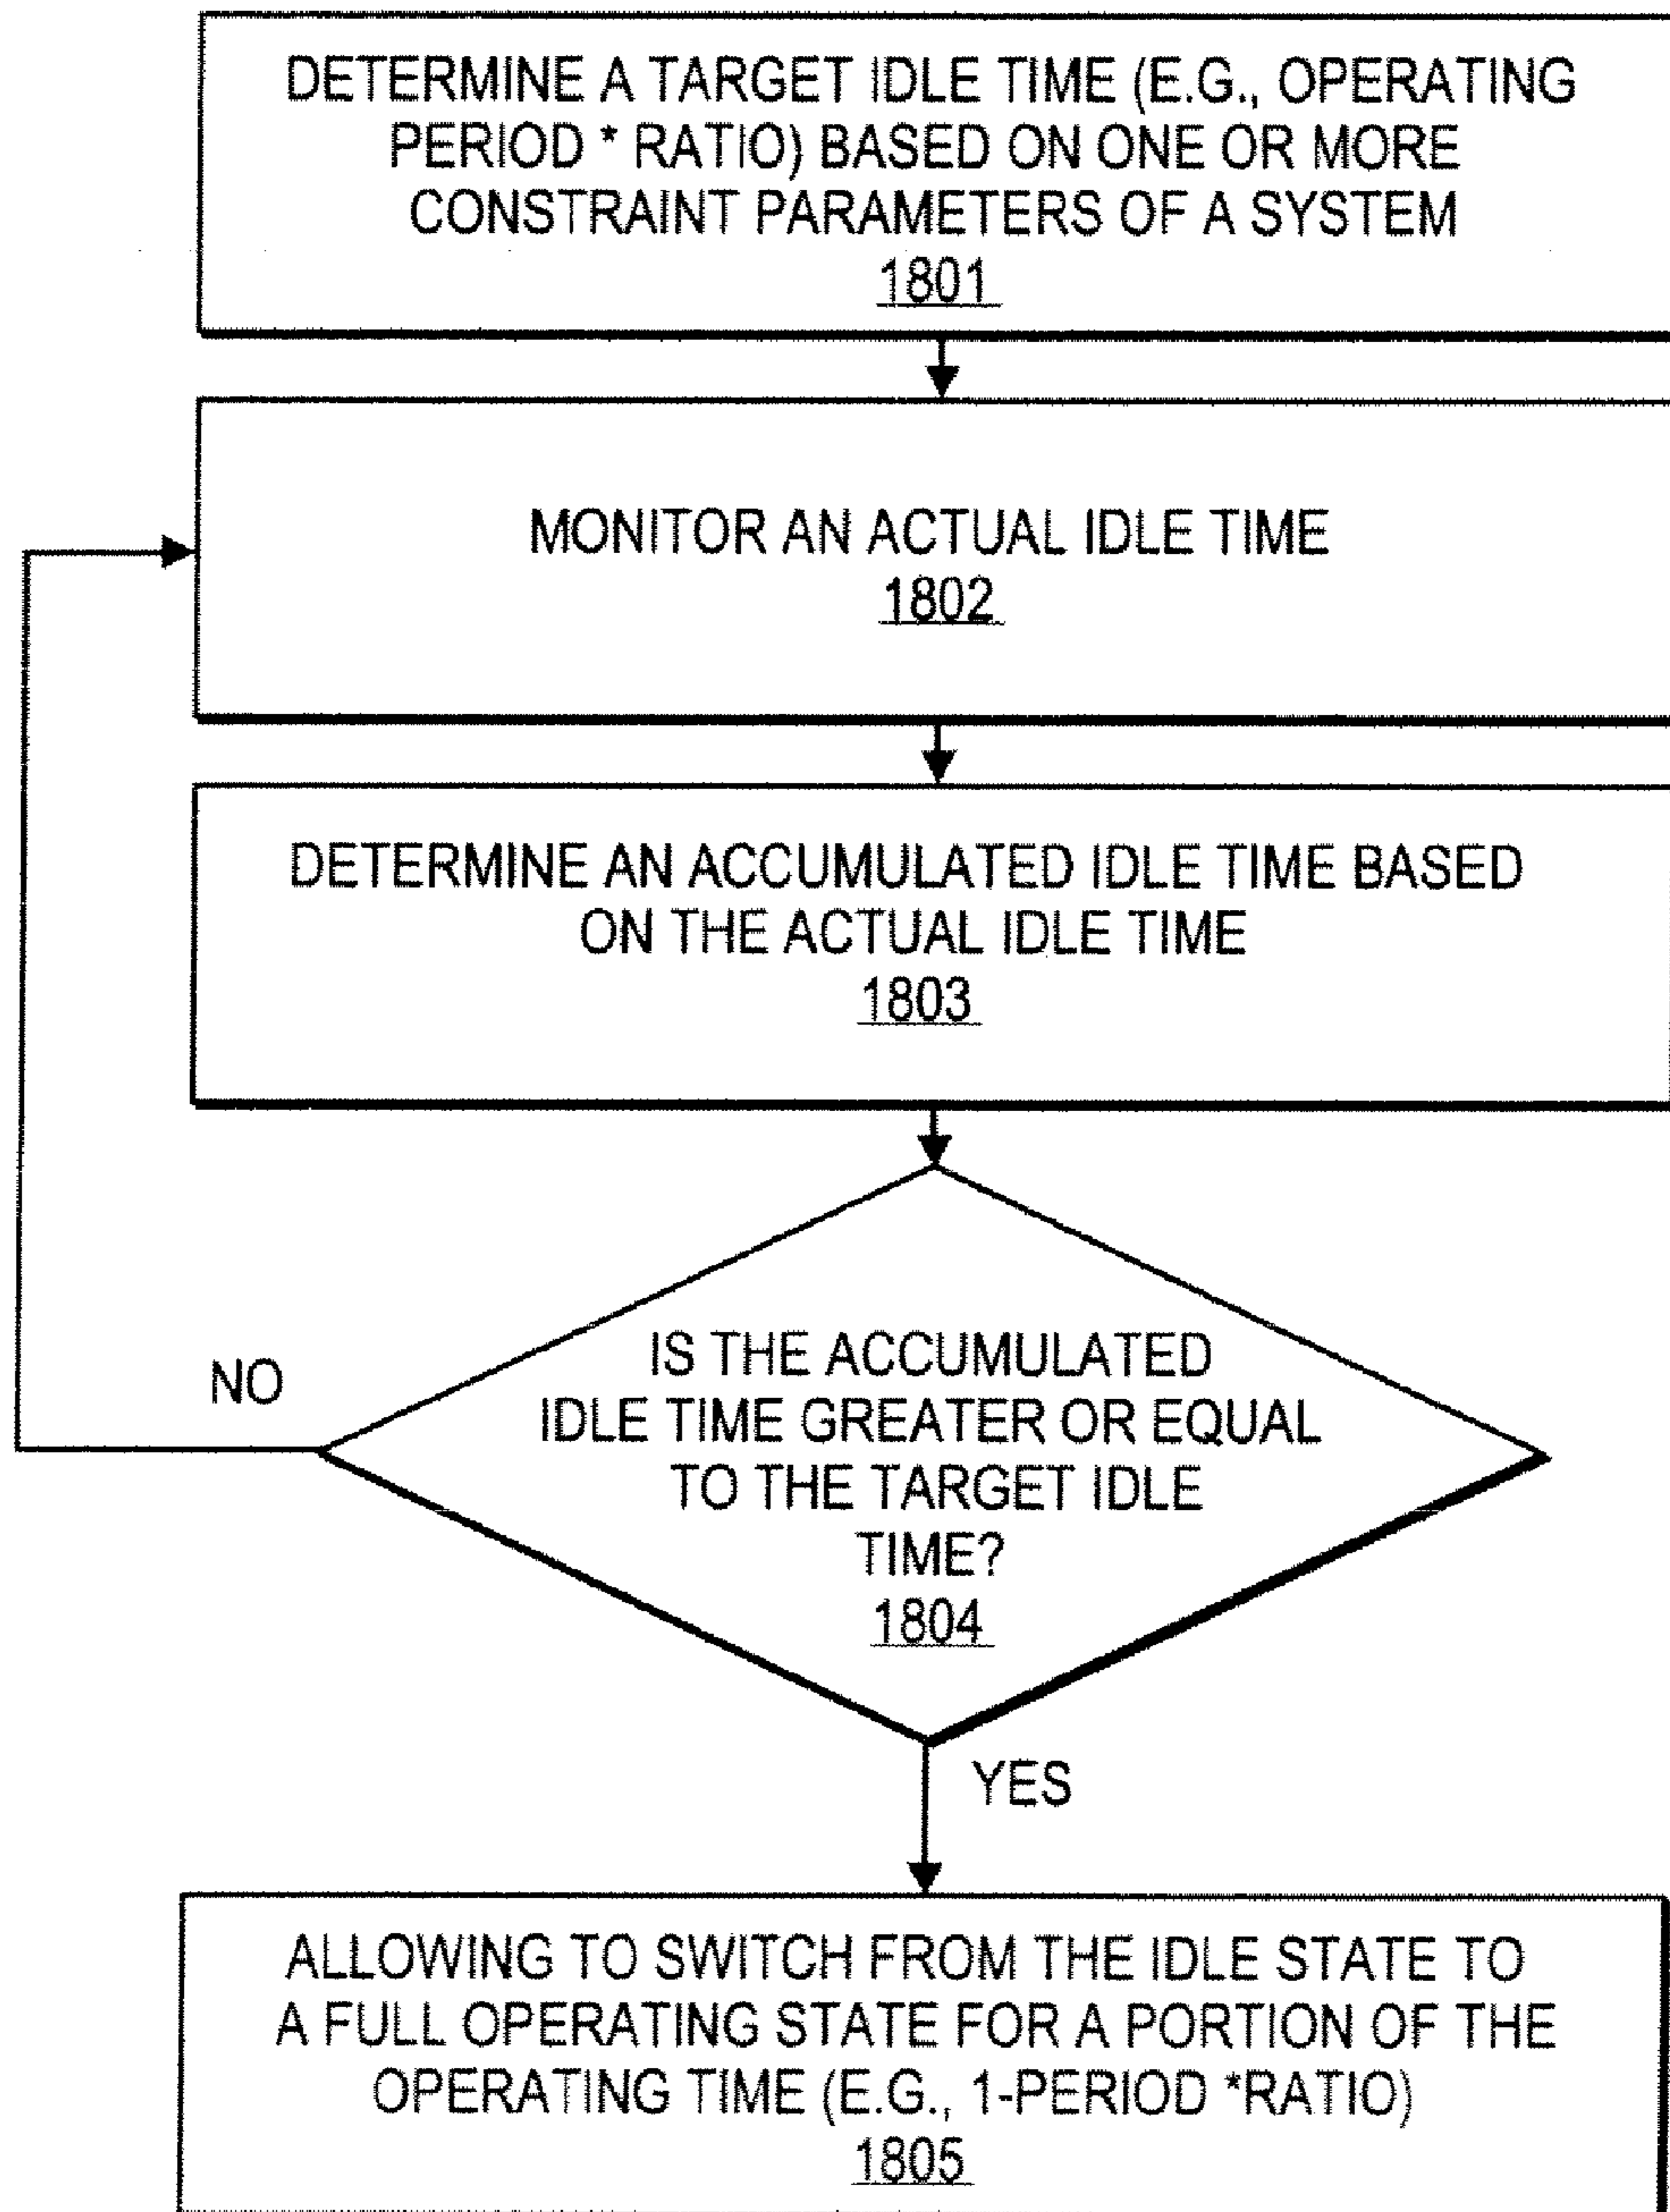 DETERMINE A TARGET IDLE TIME (E.G., OPERATING
PERIOD * RATIO) BASED ON ONE OR MORE
CONSTRAINT PARAMETERS OF A SYSTEM
1801
MONITOR AN ACTUAL IDLE TIME
1802
DETERMINE AN ACCUMULATED IDLE TIME BASED
ON THE ACTUAL IDLE TIME
1803
NO
IS THE ACCUMULATED
IDLE TIME GREATER OR EQUAL
TO THE TARGET IDLE
TIME?
1804
YES
ALLOWING TO SWITCH FROM THE IDLE STATE TO
A FULL OPERATING STATE FOR A PORTION OF THE
OPERATING TIME (E.G., 1-PERIOD *RATIO)
1805